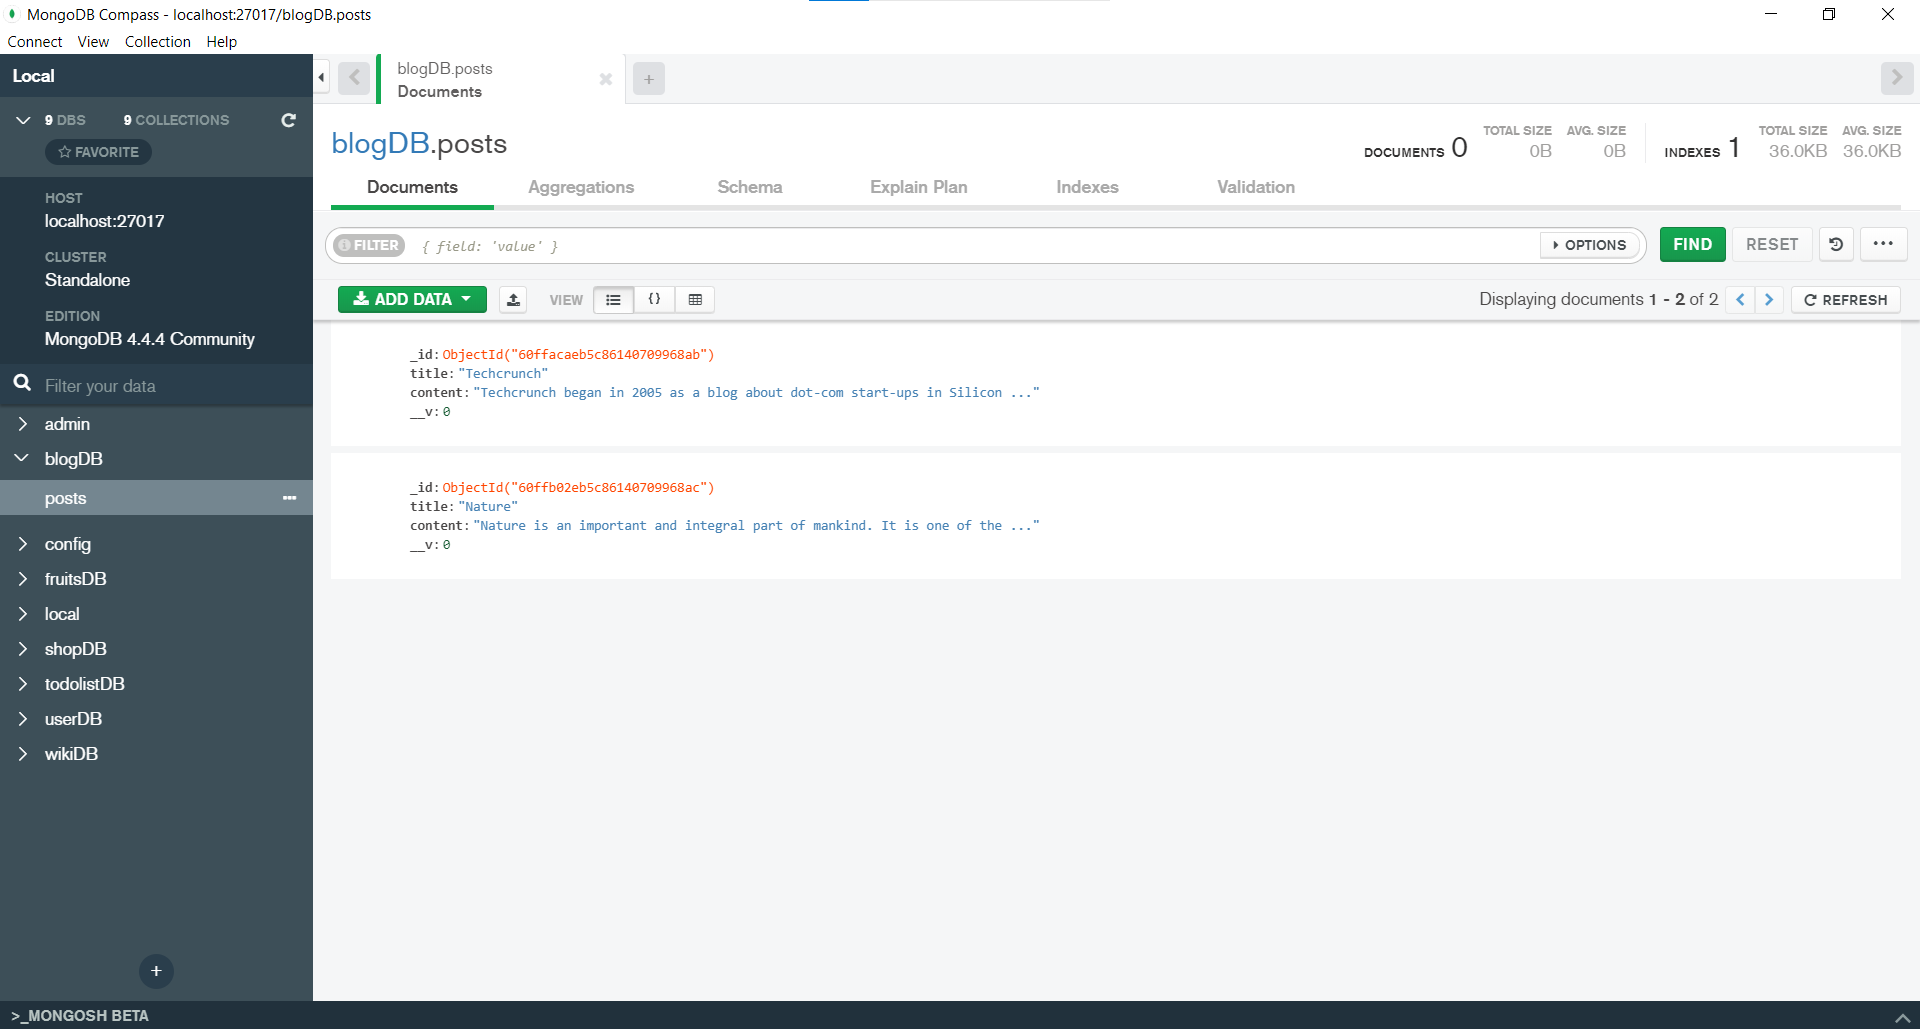 MongoDB Compass - localhost:27017/blogDB.posts
Connect View Collection Help
Local
9 DBS 9 COLLECTIONS
FAVORITE
HOST
localhost:27017
CLUSTER
Standalone
EDITION
MongoDB 4.4.4 Community
Filter your data
admin
blogDB
posts
config
fruitsDB
local
shopDB
todolistDB
userDB
wikiDB
+
>_MONGOSH BETA
blogDB.posts
Documents
+
blogDB.posts
DOCUMENTS 0 TOTAL SIZE 0B AVG. SIZE 0B
INDEXES 1 TOTAL SIZE 36.0KB AVG. SIZE 36.0KB
Documents Aggregations Schema Explain Plan Indexes Validation
FILTER { field: 'value' } OPTIONS FIND RESET ...
ADD DATA VIEW {} Displaying documents 1 - 2 of 2 REFRESH
_id: ObjectId("60ffacaeb5c86140709968ab")
title: "Techcrunch"
content: "Techcrunch began in 2005 as a blog about dot-com start-ups in Silicon ..."
__v: 0
_id: ObjectId("60ffb02eb5c86140709968ac")
title: "Nature"
content: "Nature is an important and integral part of mankind. It is one of the ..."
__v: 0